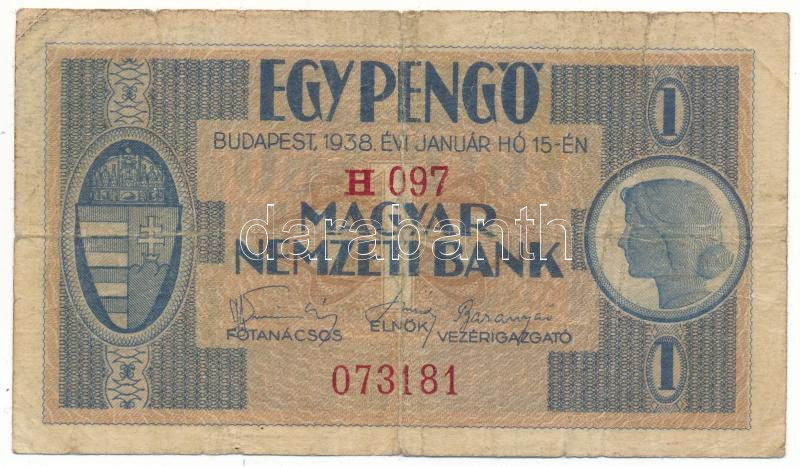 EGY PENGŐ
1
BUDAPEST, 1938. ÉVI JANUÁR HÓ 15-ÉN
H 097
MAGYAR
darabanth
NEMZETI BANK
Baranyai
FŐTANÁCSOS ELNÖK VEZÉRIGAZGATÓ
1
073181